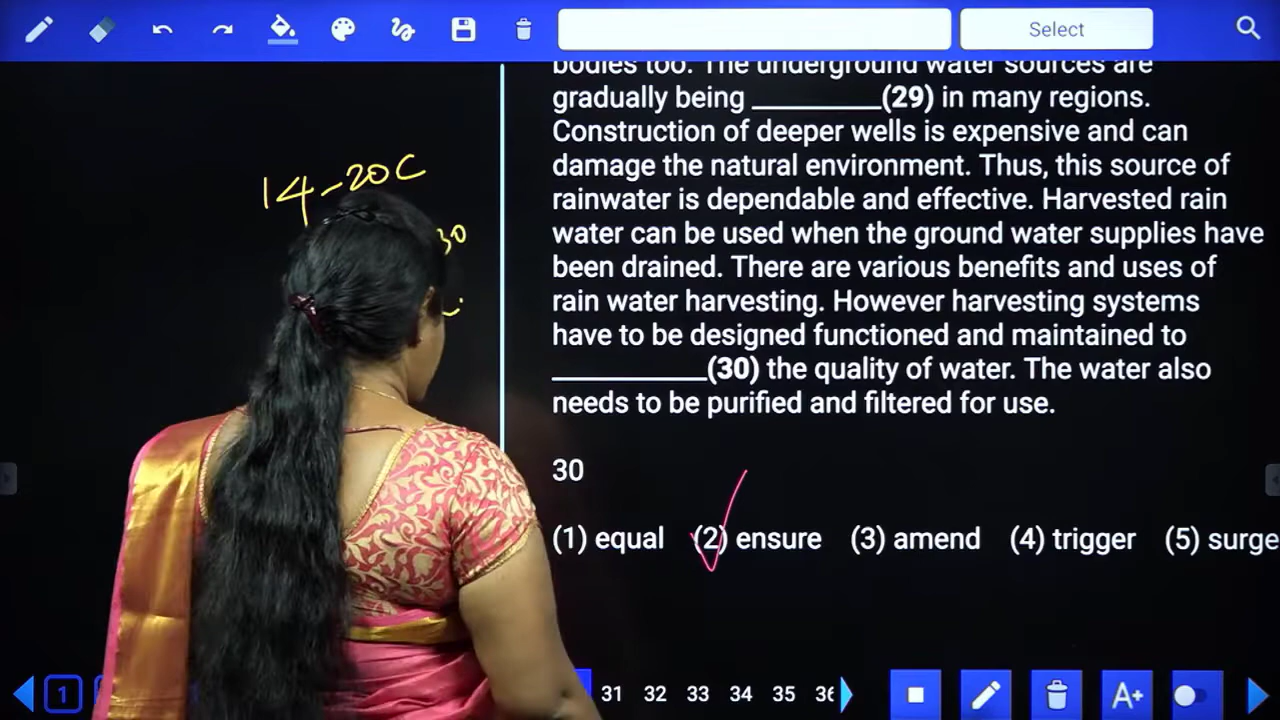 Select
bodies too. The underground water sources are
gradually being _________(29) in many regions.
Construction of deeper wells is expensive and can
damage the natural environment. Thus, this source of
rainwater is dependable and effective. Harvested rain
water can be used when the ground water supplies have
been drained. There are various benefits and uses of
rain water harvesting. However harvesting systems
have to be designed functioned and maintained to
___________(30) the quality of water. The water also
needs to be purified and filtered for use.
30
(1) equal (2) ensure (3) amend (4) trigger (5) surge
14-20C
30
1 31 32 33 34 35 36
A+